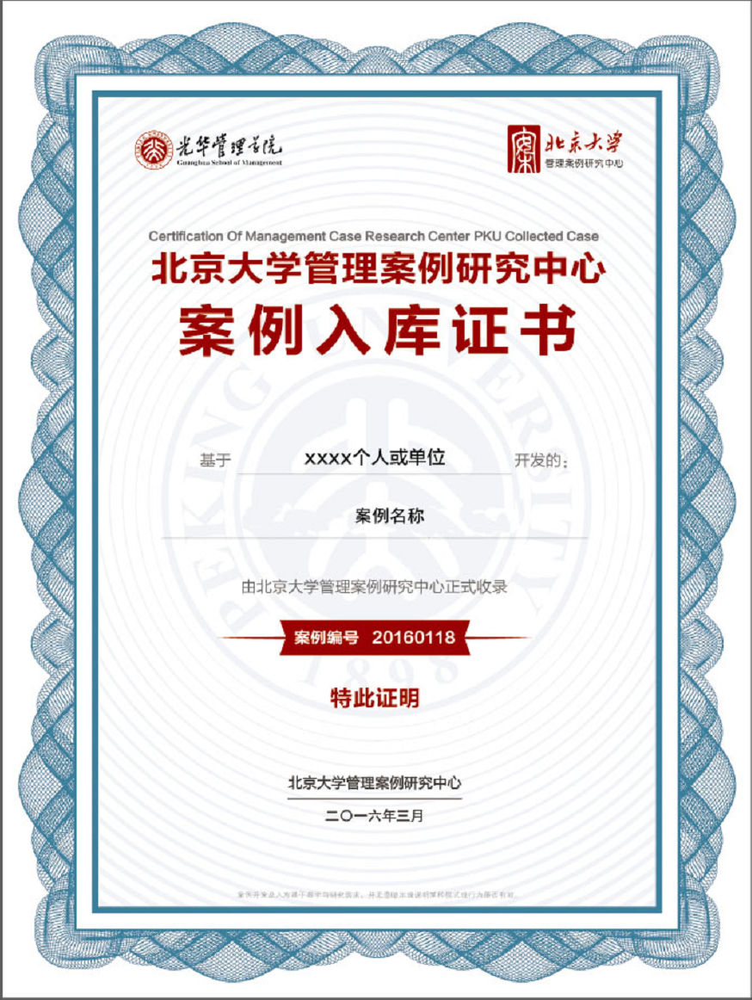 光华管理学院
Guanghua School of Management
案
北京大学
管理案例研究中心
Certification Of Management Case Research Center PKU Collected Case
北京大学管理案例研究中心
案例入库证书
基于 xxxx个人或单位 开发的：
案例名称
由北京大学管理案例研究中心正式收录
案例编号 20160118
特此证明
PEKING UNIVERSITY
1898
北京大学管理案例研究中心
二〇一六年三月